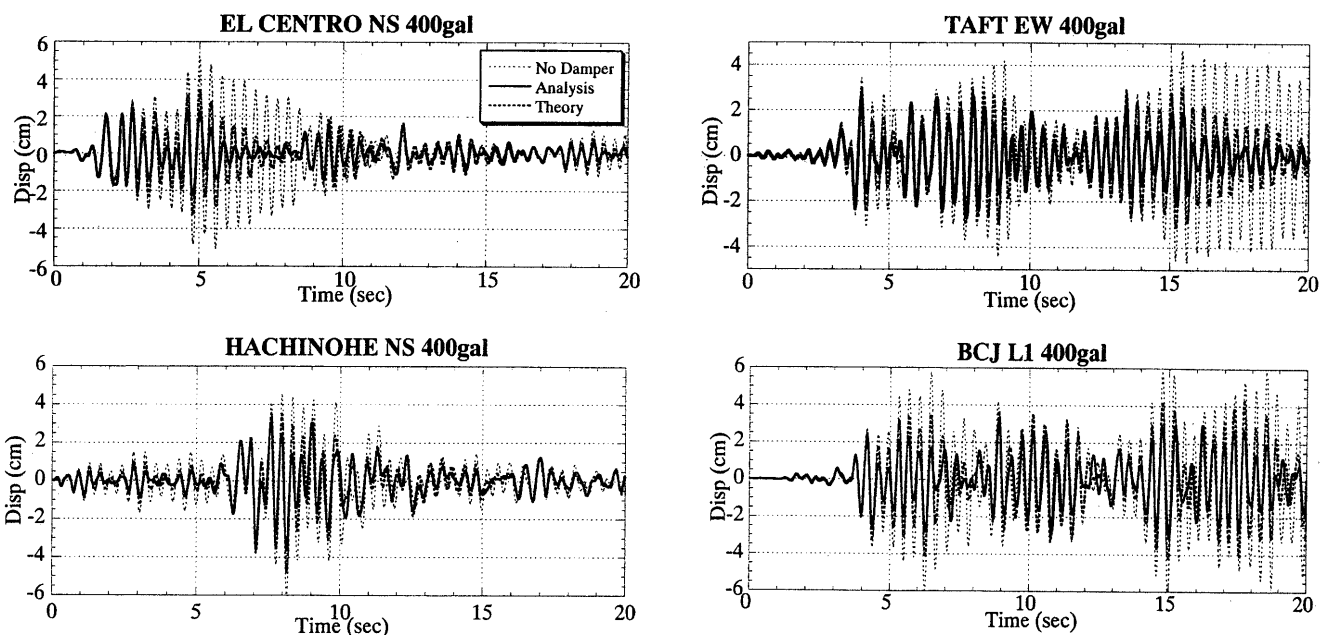 EL CENTRO NS 400gal
6
4
2
0
-2
-4
-6
Disp (cm)
No Damper
Analysis
Theory
0 5 10 15 20
Time (sec)
TAFT EW 400gal
4
2
0
-2
-4
Disp (cm)
0 5 10 15 20
Time (sec)
HACHINOHE NS 400gal
6
4
2
0
-2
-4
-6
Disp (cm)
0 5 10 15 20
Time (sec)
BCJ L1 400gal
6
4
2
0
-2
-4
-6
Disp (cm)
0 5 10 15 20
Time (sec)